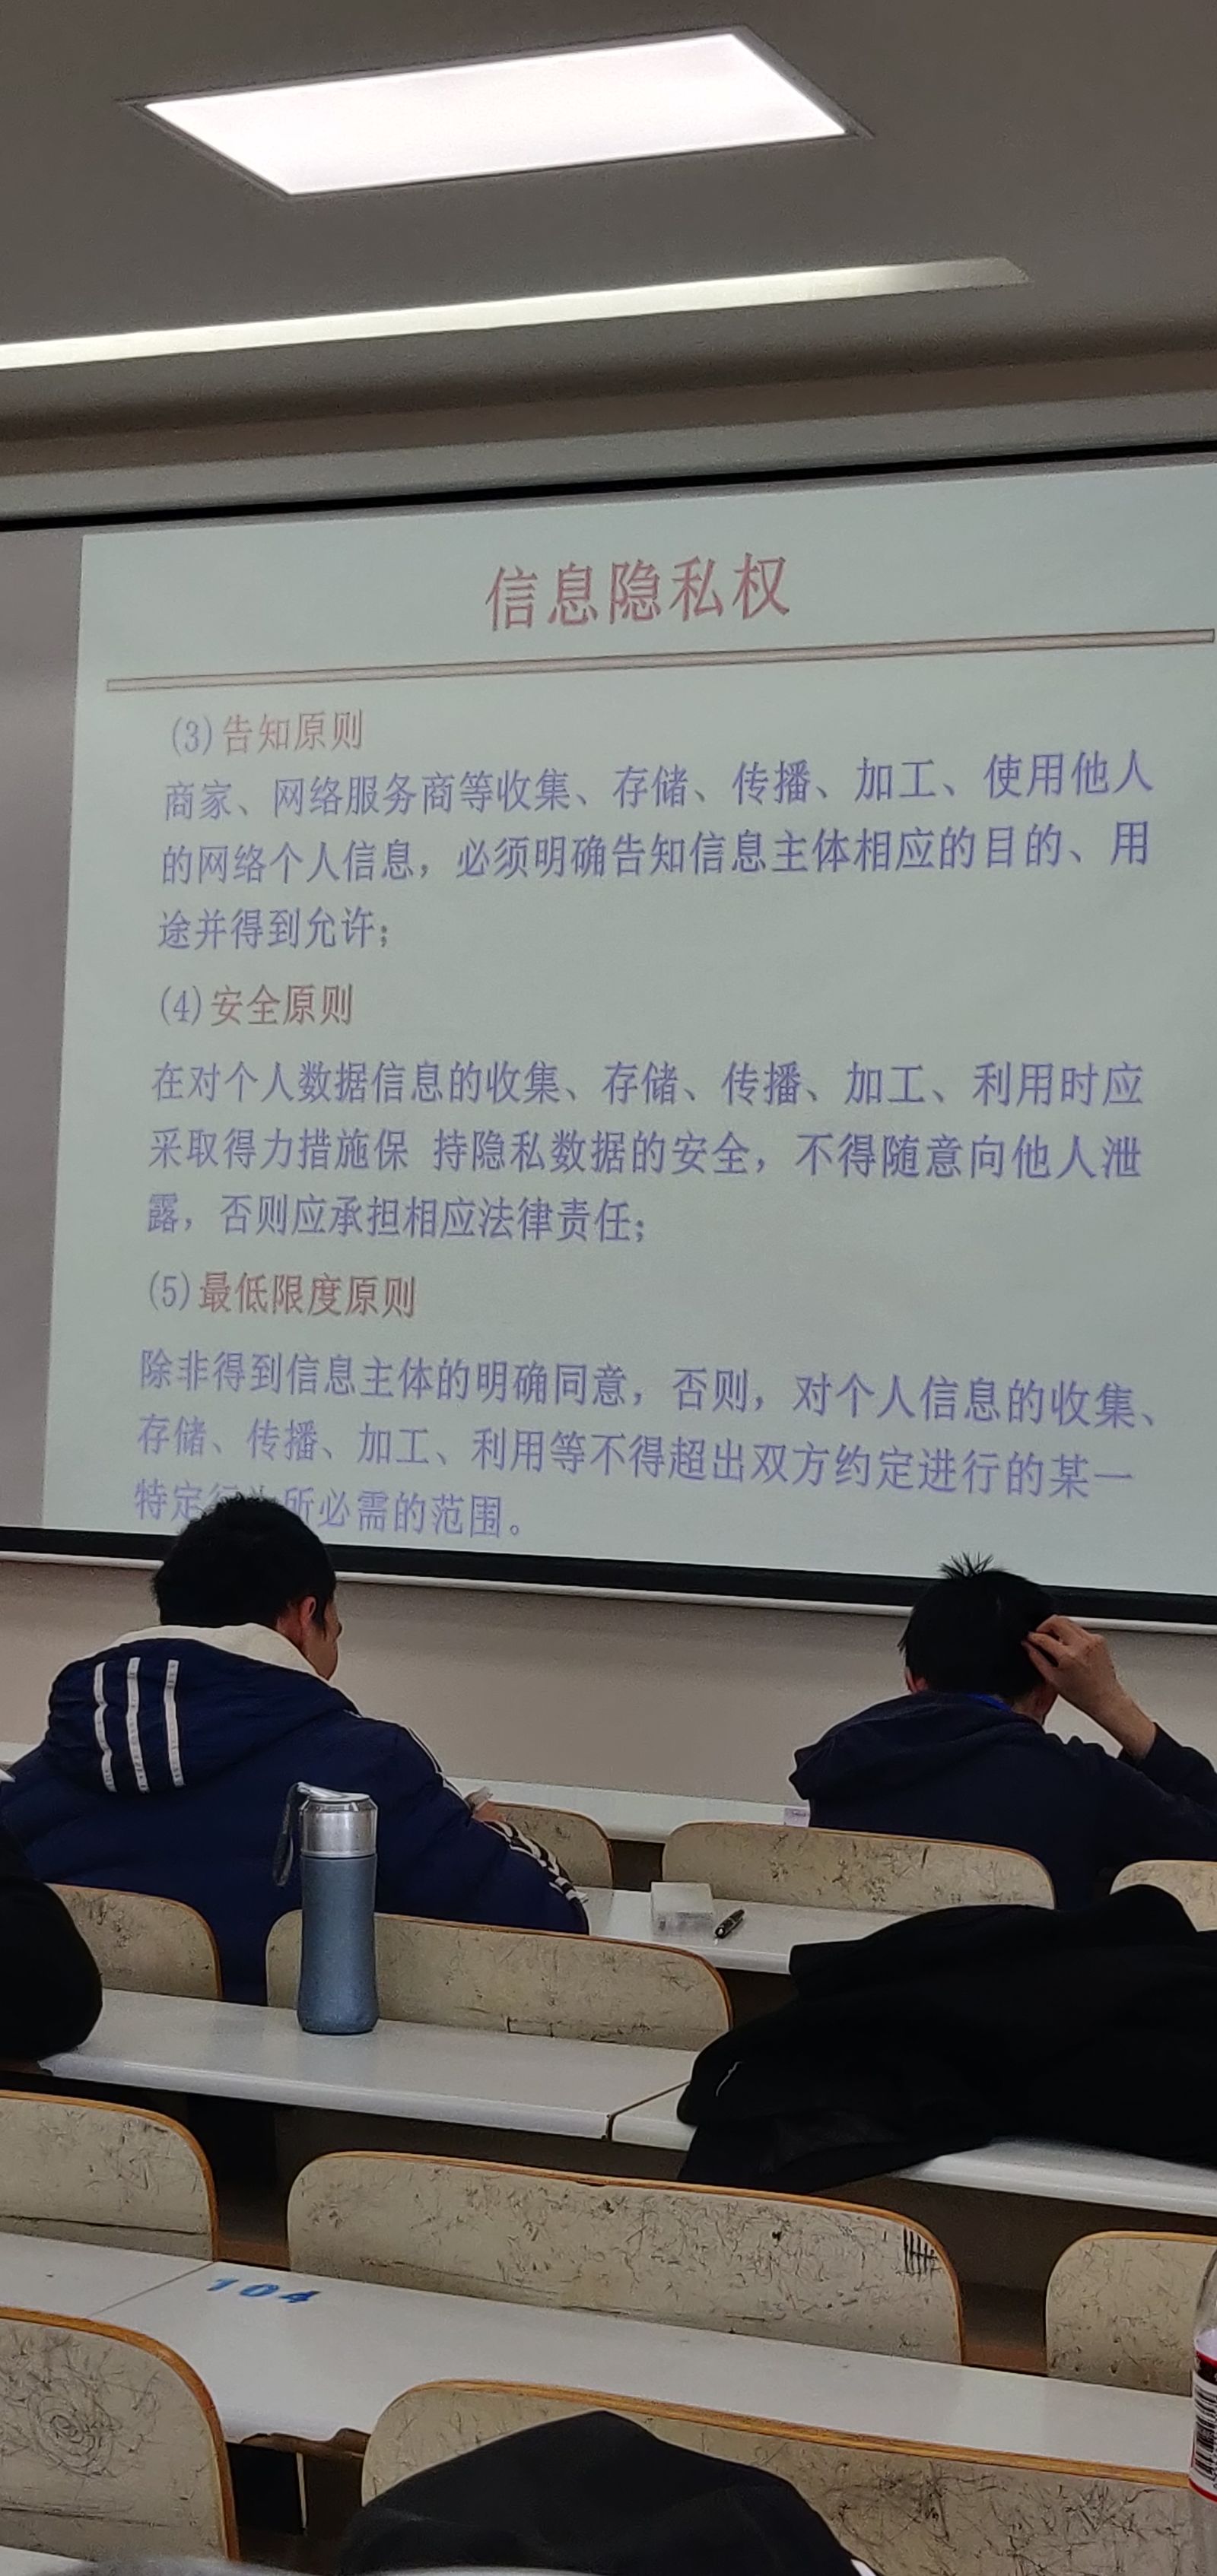 信息隐私权
(3)告知原则
商家、网络服务商等收集、存储、传播、加工、使用他人
的网络个人信息，必须明确告知信息主体相应的目的、用
途并得到允许；
(4)安全原则
在对个人数据信息的收集、存储、传播、加工、利用时应
采取得力措施保 持隐私数据的安全，不得随意向他人泄
露，否则应承担相应法律责任；
(5)最低限度原则
除非得到信息主体的明确同意，否则，对个人信息的收集、
存储、传播、加工、利用等不得超出双方约定进行的某一
特定所必需的范围。
104